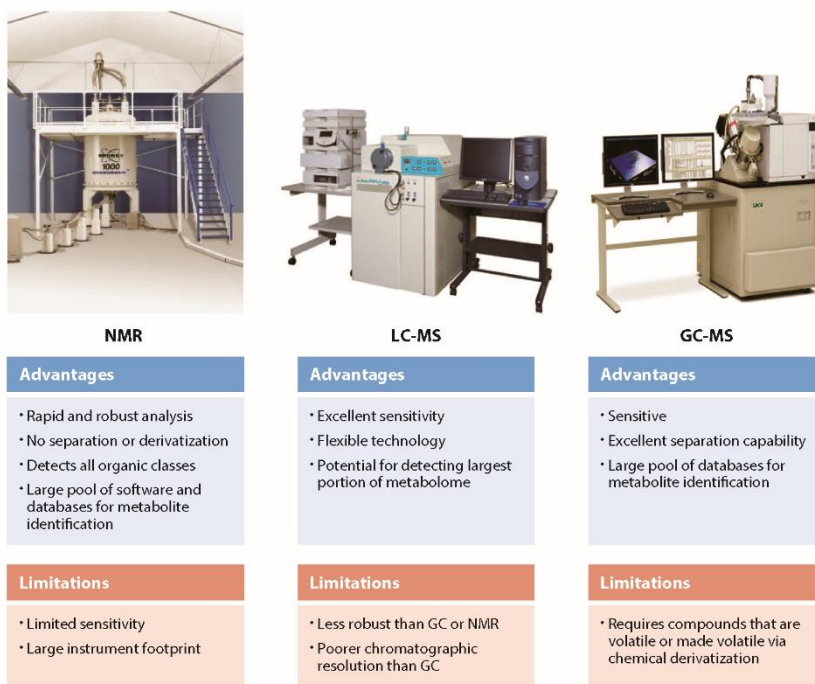 BRUKER
1000
NMR
LC-MS
GC-MS
Advantages
• Rapid and robust analysis
• No separation or derivatization
• Detects all organic classes
• Large pool of software and
databases for metabolite
identification
Advantages
• Excellent sensitivity
• Flexible technology
• Potential for detecting largest
portion of metabolome
Advantages
• Sensitive
• Excellent separation capability
• Large pool of databases for
metabolite identification
Limitations
• Limited sensitivity
• Large instrument footprint
Limitations
• Less robust than GC or NMR
• Poorer chromatographic
resolution than GC
Limitations
• Requires compounds that are
volatile or made volatile via
chemical derivatization